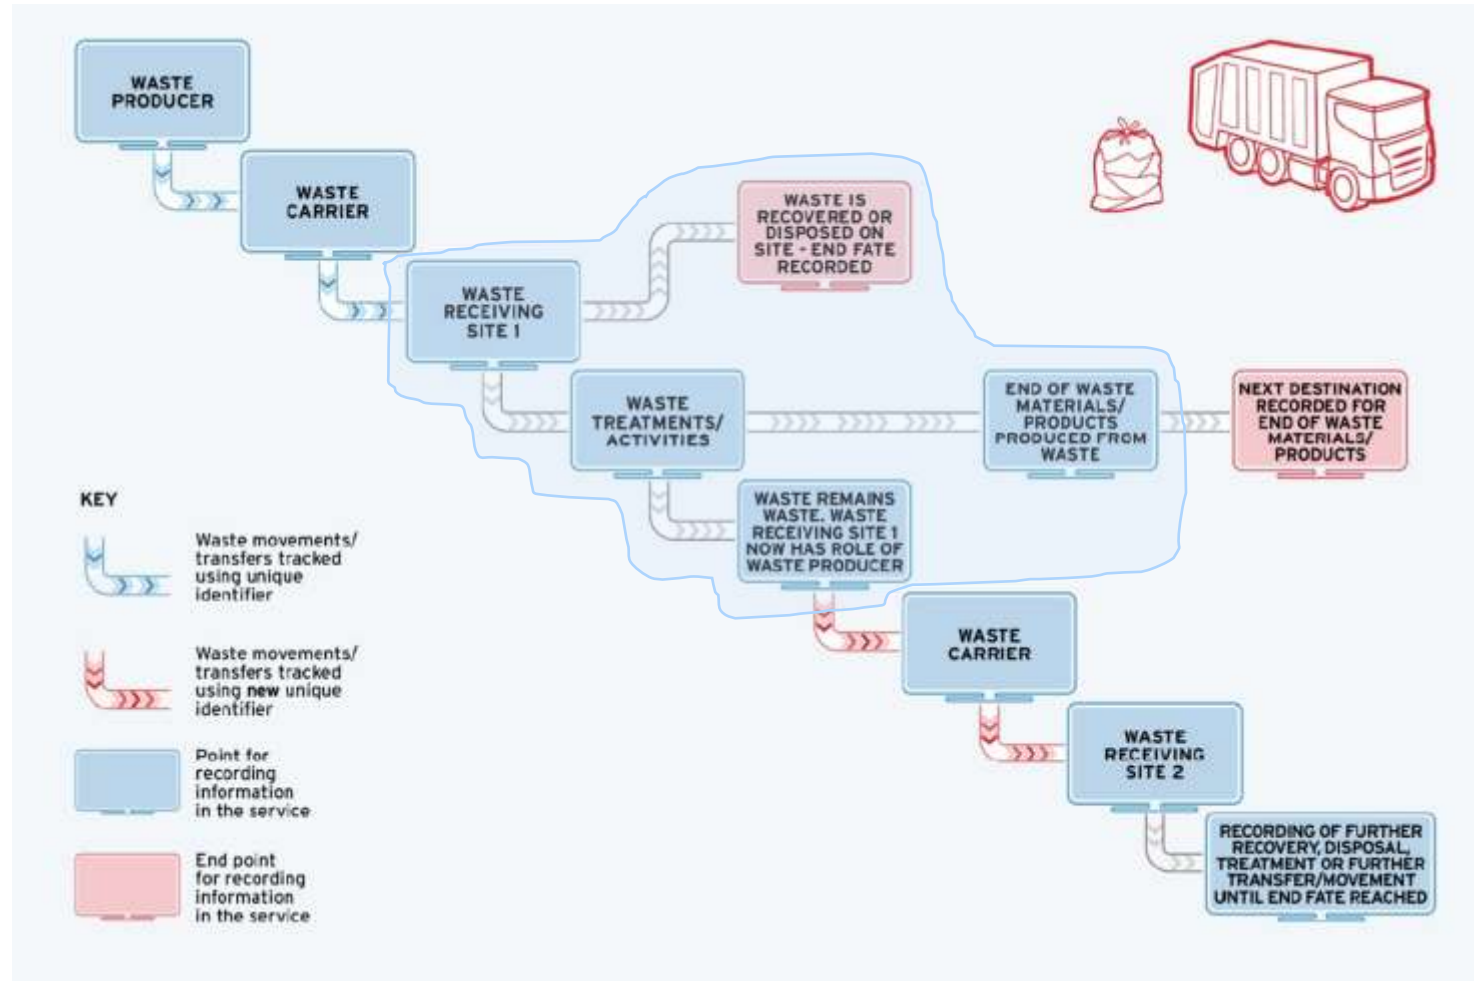 WASTE
PRODUCER
WASTE
CARRIER
WASTE
RECEIVING
SITE 1
WASTE IS
RECOVERED OR
DISPOSED ON
SITE - END FATE
RECORDED
WASTE
TREATMENTS/
ACTIVITIES
END OF WASTE
MATERIALS/
PRODUCTS
PRODUCED FROM
WASTE
NEXT DESTINATION
RECORDED FOR
END OF WASTE
MATERIALS/
PRODUCTS
WASTE REMAINS
WASTE. WASTE
RECEIVING SITE 1
NOW HAS ROLE OF
WASTE PRODUCER
WASTE
CARRIER
WASTE
RECEIVING
SITE 2
RECORDING OF FURTHER
RECOVERY, DISPOSAL,
TREATMENT OR FURTHER
TRANSFER/MOVEMENT
UNTIL END FATE REACHED
KEY
Waste movements/
transfers tracked
using unique
identifier
Waste movements/
transfers tracked
using new unique
identifier
Point for
recording
information
in the service
End point
for recording
information
in the service